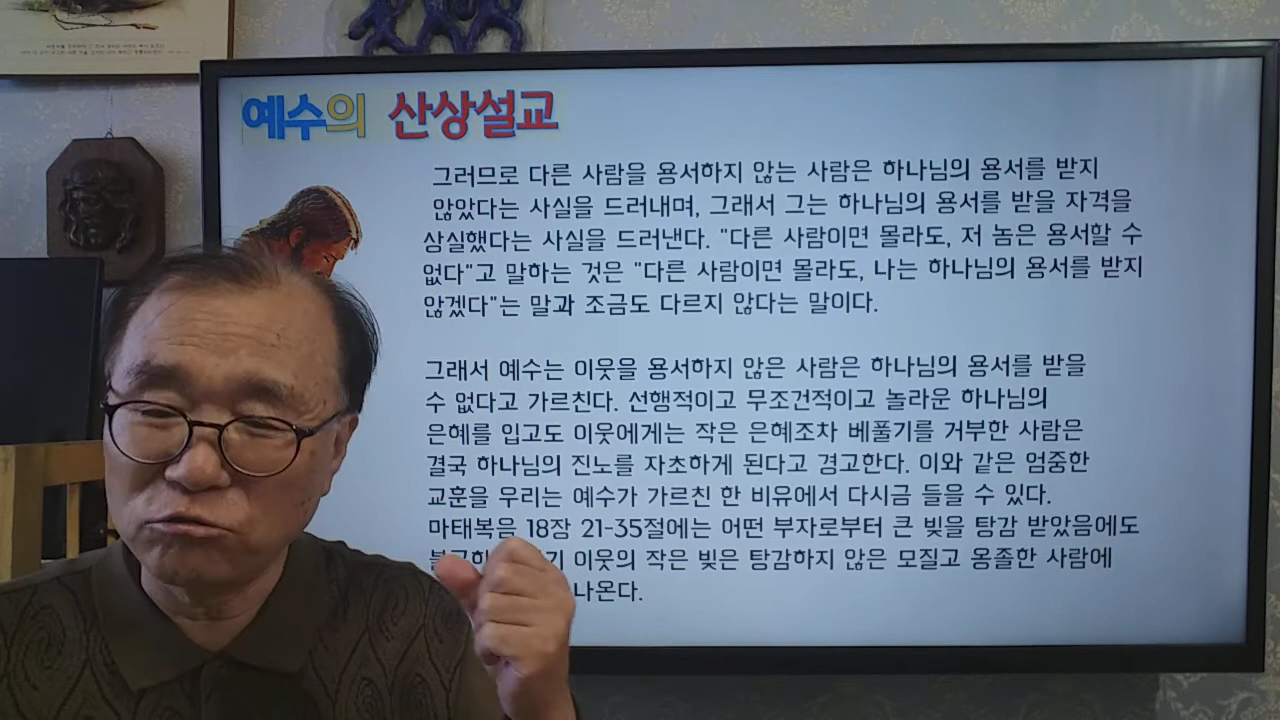 예수의 산상설교
그러므로 다른 사람을 용서하지 않는 사람은 하나님의 용서를 받지
않았다는 사실을 드러내며, 그래서 그는 하나님의 용서를 받을 자격을
상실했다는 사실을 드러낸다. "다른 사람이면 몰라도, 저 놈은 용서할 수
없다"고 말하는 것은 "다른 사람이면 몰라도, 나는 하나님의 용서를 받지
않겠다"는 말과 조금도 다르지 않다는 말이다.
그래서 예수는 이웃을 용서하지 않은 사람은 하나님의 용서를 받을
수 없다고 가르친다. 선행적이고 무조건적이고 놀라운 하나님의
은혜를 입고도 이웃에게는 작은 은혜조차 베풀기를 거부한 사람은
결국 하나님의 진노를 자초하게 된다고 경고한다. 이와 같은 엄중한
교훈을 우리는 예수가 가르친 한 비유에서 다시금 들을 수 있다.
마태복음 18장 21-35절에는 어떤 부자로부터 큰 빚을 탕감 받았음에도
이웃의 작은 빚은 탕감하지 않은 모질고 옹졸한 사람에
나온다.